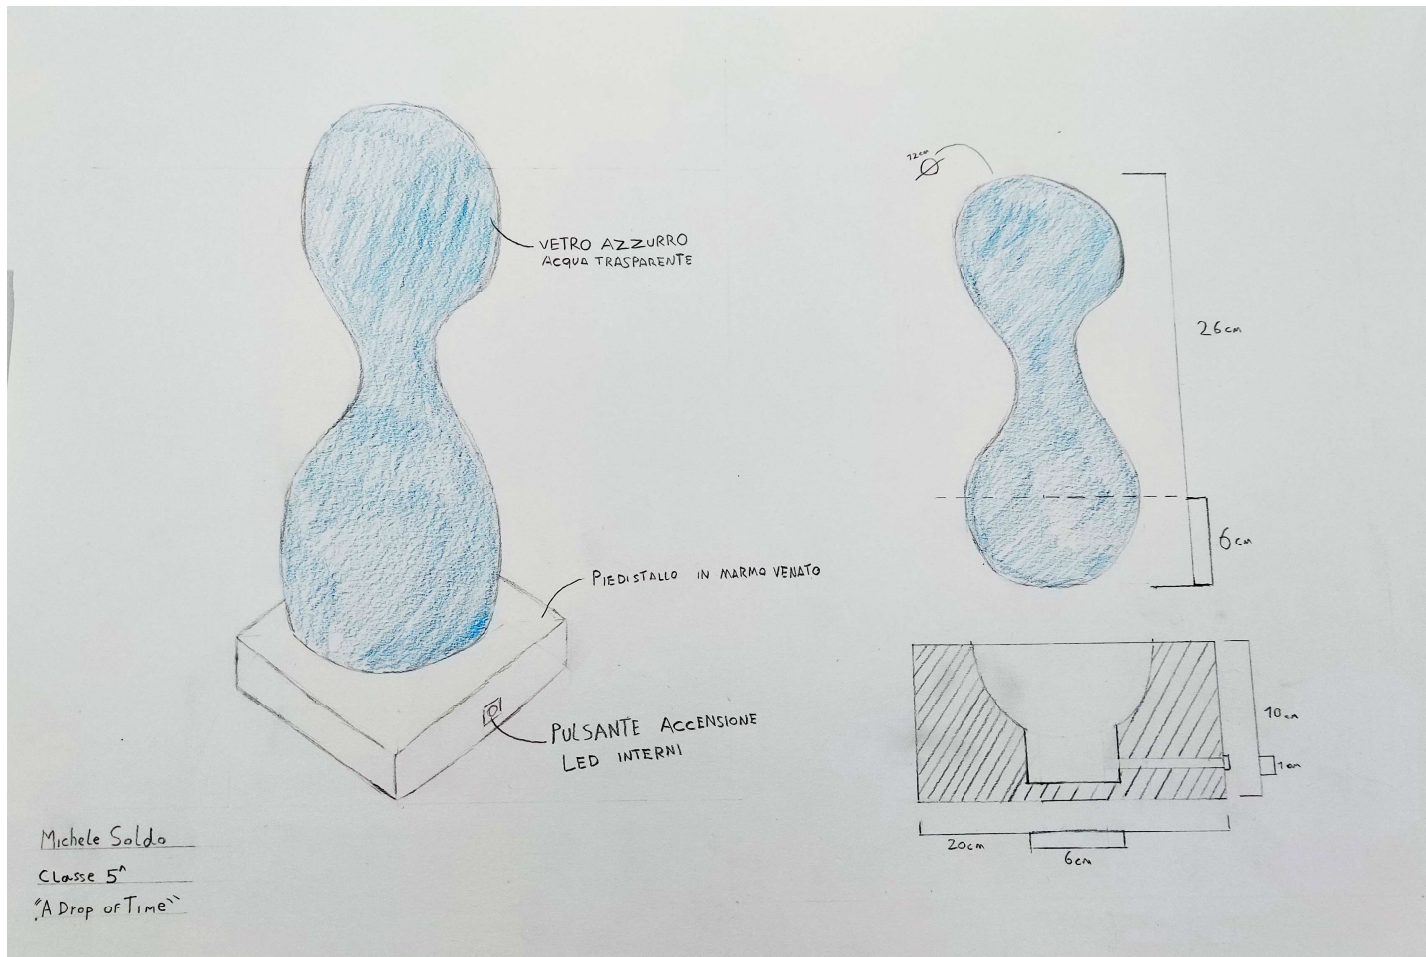 VETRO AZZURRO
ACQUA TRASPARENTE
PIEDISTALLO IN MARMO VENATO
PULSANTE ACCENSIONE
LED INTERNI
Michele Soldo
Classe 5^
"A Drop of Time"
12cm
Ø
26cm
6cm
10cm
1cm
20cm
6cm